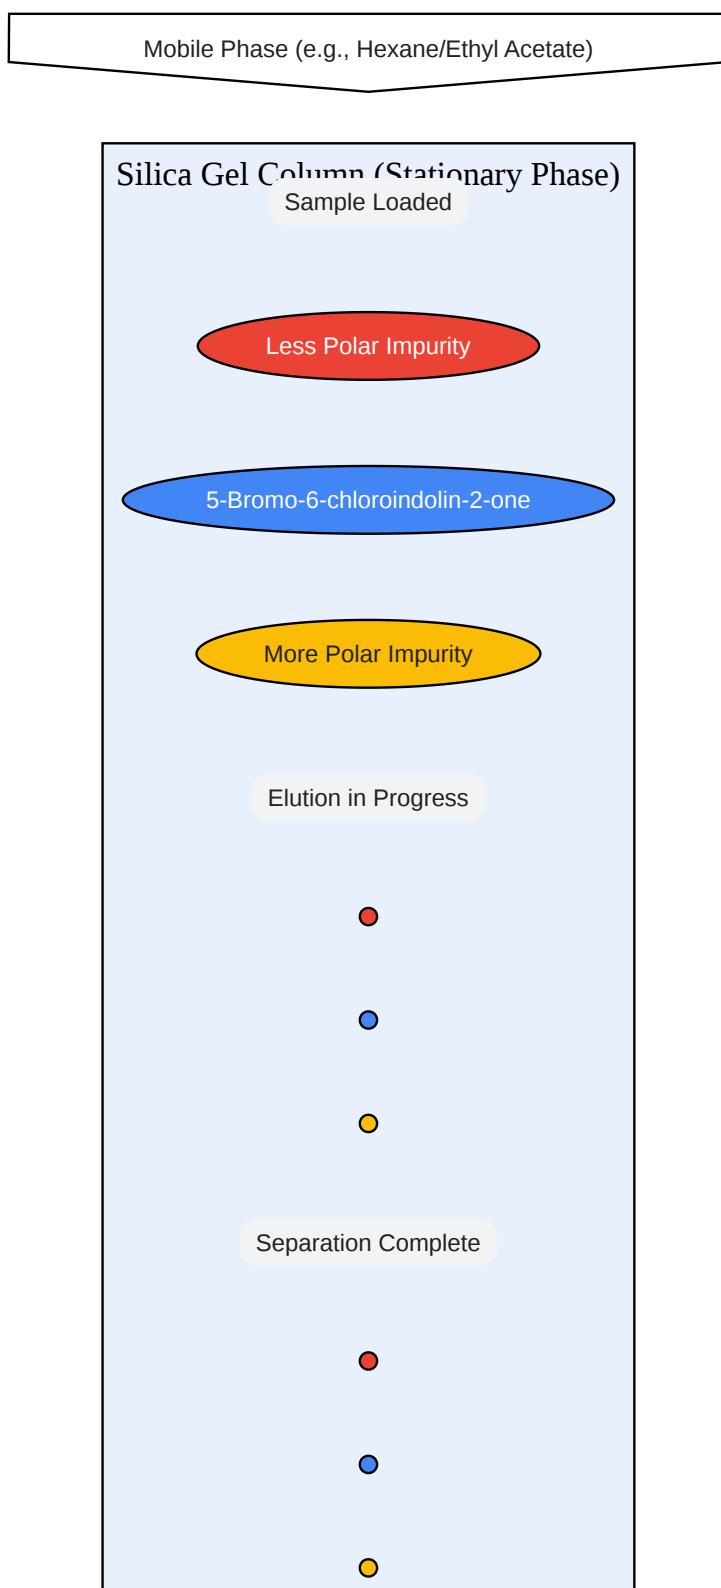 Mobile Phase (e.g., Hexane/Ethyl Acetate)
Silica Gel Column (Stationary Phase)
Sample Loaded
Less Polar Impurity
5-Bromo-6-chloroindolin-2-one
More Polar Impurity
Elution in Progress
Separation Complete